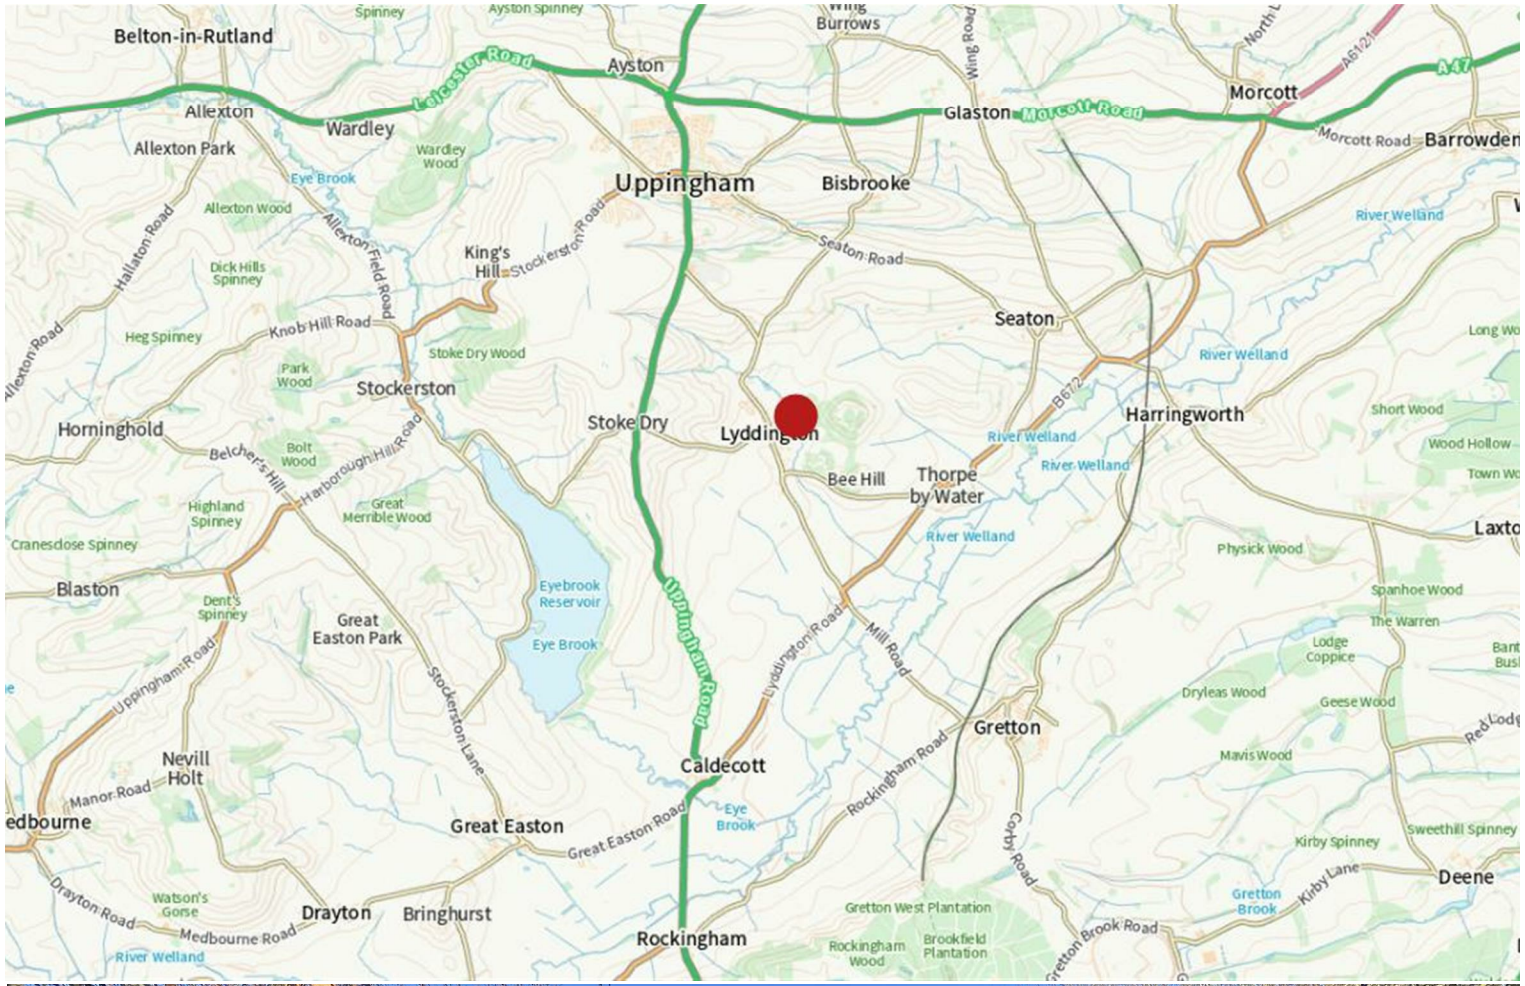 Spinney
Ayston Spinney
Wing
Burrows
Wing Road
North L
A6121
Belton-in-Rutland
Leicester Road
Ayston
A47
Morcott
Allexton
Wardley
Glaston
Morcott Road
Morcott Road
Barrowden
Allexton Park
Wardley
Wood
Eye Brook
Uppingham
Bisbrooke
Allexton Wood
River Welland
Hallaton Road
Allexton Field Road
King's
Hill
Stockerston Road
Seaton Road
Dick Hills
Spinney
Knob Hill Road
Seaton
Heg Spinney
Allexton Road
Stoke Dry Wood
River Welland
Long Wo
Park
Wood
Stockerston
B672
Stoke Dry
Lyddington
Harringworth
Short Wood
Horninghold
Belcher's Hill
Bolt
Wood
Harborough Hill Road
River Welland
Wood Hollow
River Welland
Town Wo
Bee Hill
Thorpe
by Water
Highland
Spinney
Great
Merrible Wood
Laxto
Cranesdose Spinney
River Welland
Physick Wood
Blaston
Eyebrook
Reservoir
Spanhoe Wood
Dent's
Spinney
Great
Easton Park
Uppingham Road
The Warren
Eye Brook
Lyddington Road
Mill Road
Lodge
Coppice
Bant
Bus
Uppingham Road
Stockerston Lane
Dryleas Wood
Geese Wood
Gretton
Red Lodg
Nevill
Holt
Caldecott
Mavis Wood
Manor Road
Rockingham Road
edbourne
Great Easton
Great Easton Road
Eye
Brook
Corby Road
Sweethill Spinney
Kirby Spinney
Drayton Road
Watson's
Gorse
Kirby Lane
Deene
Drayton
Bringhurst
Gretton West Plantation
Gretton
Brook
Medbourne Road
Rockingham
Rockingham
Wood
Brookfield
Plantation
Gretton Brook Road
River Welland